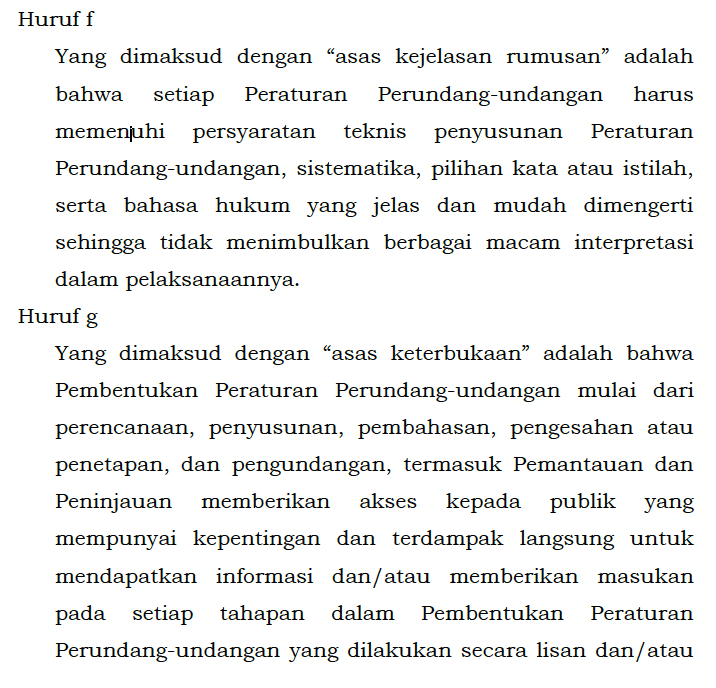 Huruf f
Yang dimaksud dengan “asas kejelasan rumusan” adalah
bahwa setiap Peraturan Perundang-undangan harus
memenuhi persyaratan teknis penyusunan Peraturan
Perundang-undangan, sistematika, pilihan kata atau istilah,
serta bahasa hukum yang jelas dan mudah dimengerti
sehingga tidak menimbulkan berbagai macam interpretasi
dalam pelaksanaannya.
Huruf g
Yang dimaksud dengan “asas keterbukaan” adalah bahwa
Pembentukan Peraturan Perundang-undangan mulai dari
perencanaan, penyusunan, pembahasan, pengesahan atau
penetapan, dan pengundangan, termasuk Pemantauan dan
Peninjauan memberikan akses kepada publik yang
mempunyai kepentingan dan terdampak langsung untuk
mendapatkan informasi dan/atau memberikan masukan
pada setiap tahapan dalam Pembentukan Peraturan
Perundang-undangan yang dilakukan secara lisan dan/atau